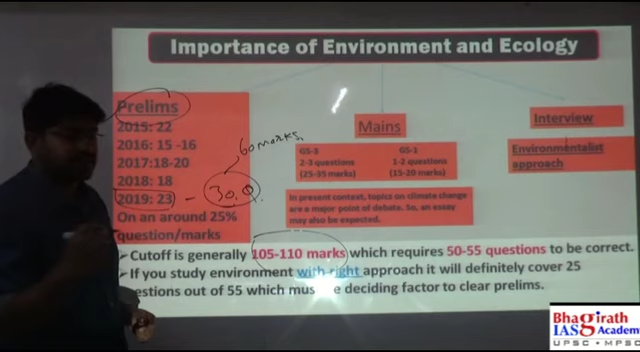 Importance of Environment and Ecology
Prelims
2015: 22
2016: 15 -16
2017:18-20
2018: 18
2019: 23
On an around 25%
question/marks
30.Q.
60 marks.
Mains
GS-3
2-3 questions
(25-35 marks)
GS-1
1-2 questions
(15-20 marks)
In present context, topics on climate change
are a major point of debate. So, an essay
may also be expected.
Interview
Environmentalist
approach
Cutoff is generally 105-110 marks which requires 50-55 questions to be correct.
If you study environment with right approach it will definitely cover 25
estions out of 55 which mus e deciding factor to clear prelims.
Bhagirath
IAS Academy
UPSC - MPSC